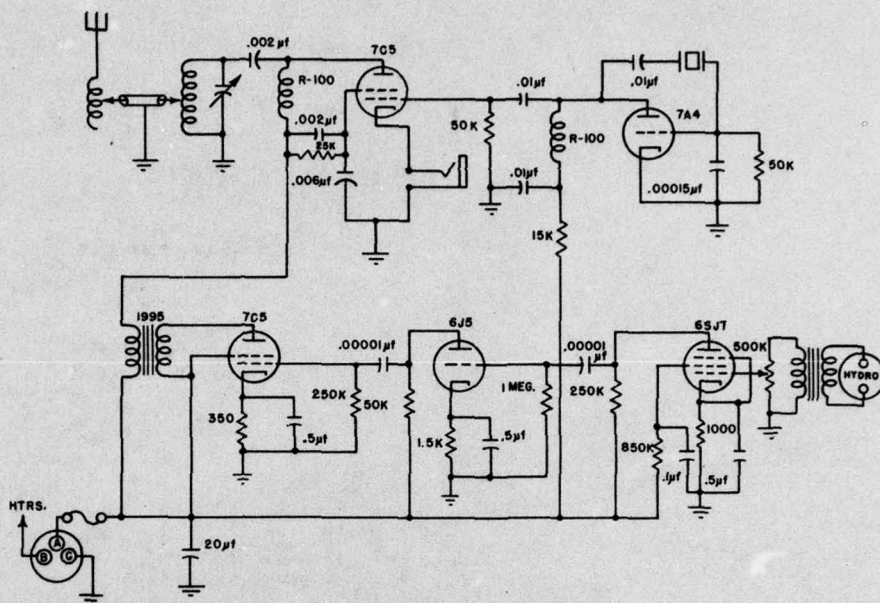 .002µf
7C5
R-100
.01µf
.01µf
.002µf
7A4
50K
R-100
25K
50K
.006µf
.01µf
.00015µf
15K
1995
7C5
6J5
6SJ7
500K
.00001µf
.00001
µf
HYDRO
250K
50K
1 MEG.
250K
350
.5µf
1.5K
.5µf
1000
850K
.1µf
.5µf
HTRS.
A
B
G
20µf